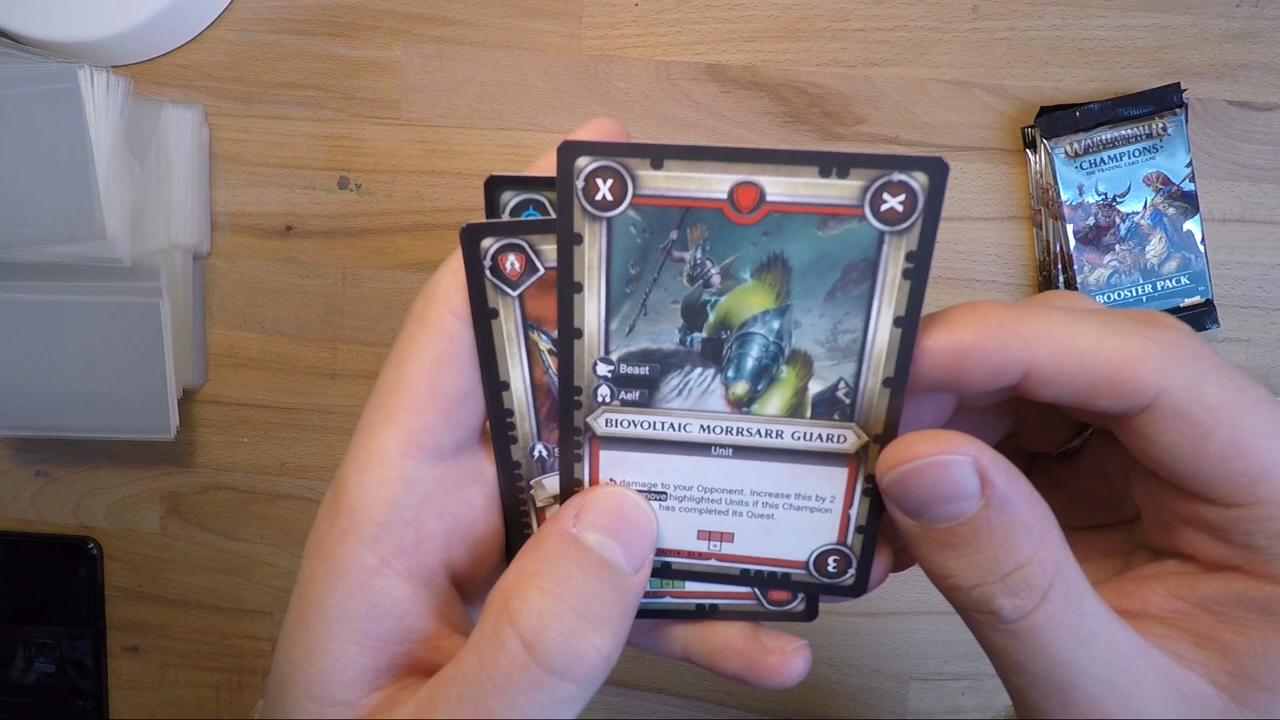 X
X
Beast
Aelf
BIOVOLTAIC MORRSARR GUARD
Unit
damage to your Opponent. Increase this by 2
move highlighted Units if this Champion
has completed its Quest.
3
WARHAMMER
CHAMPIONS
THE TRADING CARD GAME
BOOSTER PACK